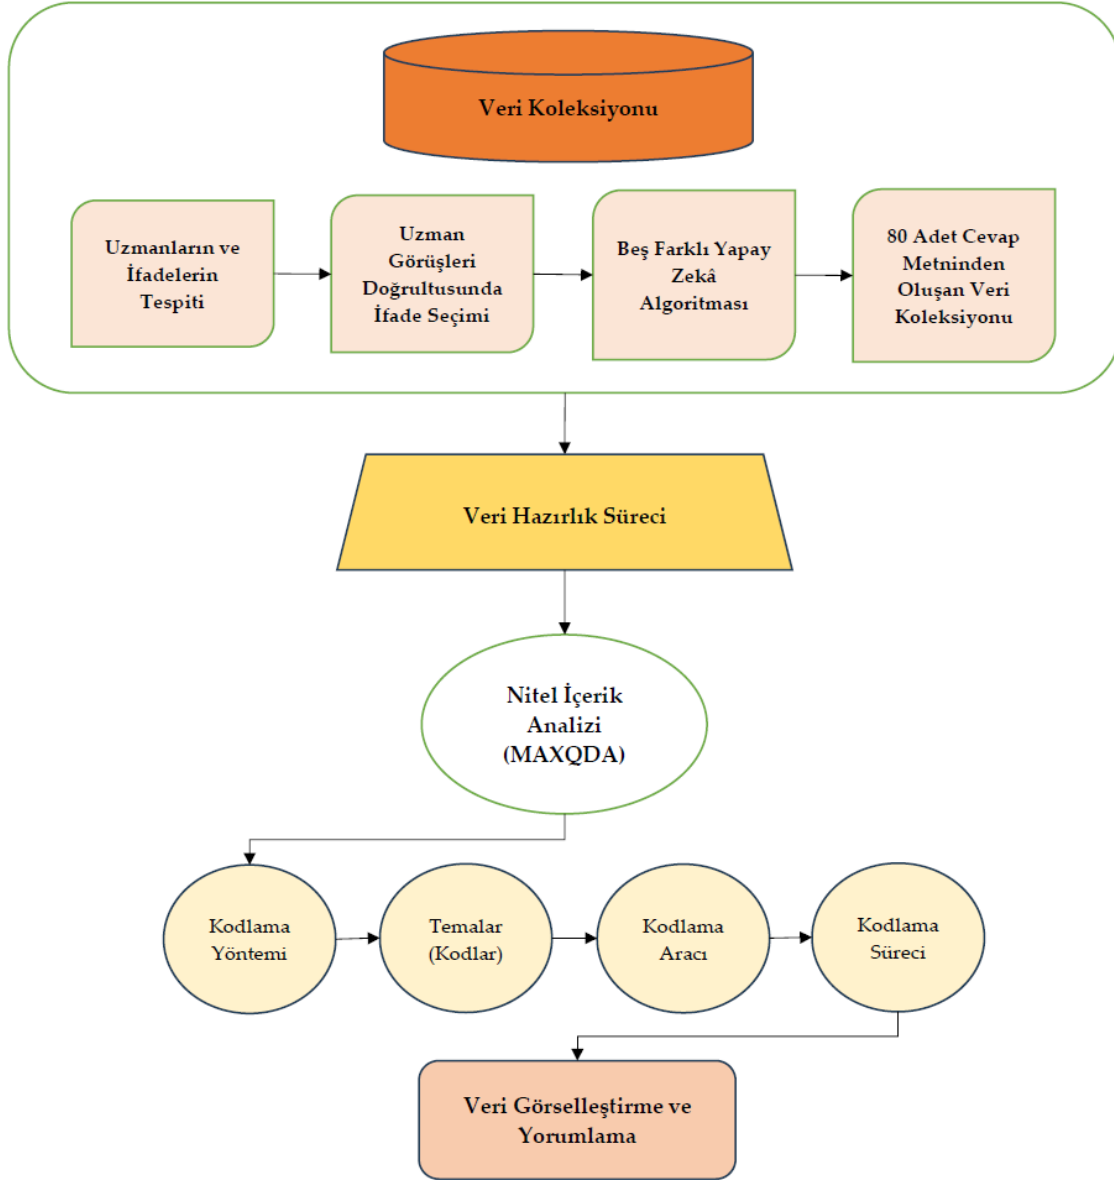 Veri Koleksiyonu
Uzmanların ve
İfadelerin
Tespiti
Uzman
Görüşleri
Doğrultusunda
İfade Seçimi
Beş Farklı Yapay
Zekâ
Algoritması
80 Adet Cevap
Metninden
Oluşan Veri
Koleksiyonu
Veri Hazırlık Süreci
Nitel İçerik
Analizi
(MAXQDA)
Kodlama
Yöntemi
Temalar
(Kodlar)
Kodlama
Aracı
Kodlama
Süreci
Veri Görselleştirme ve
Yorumlama